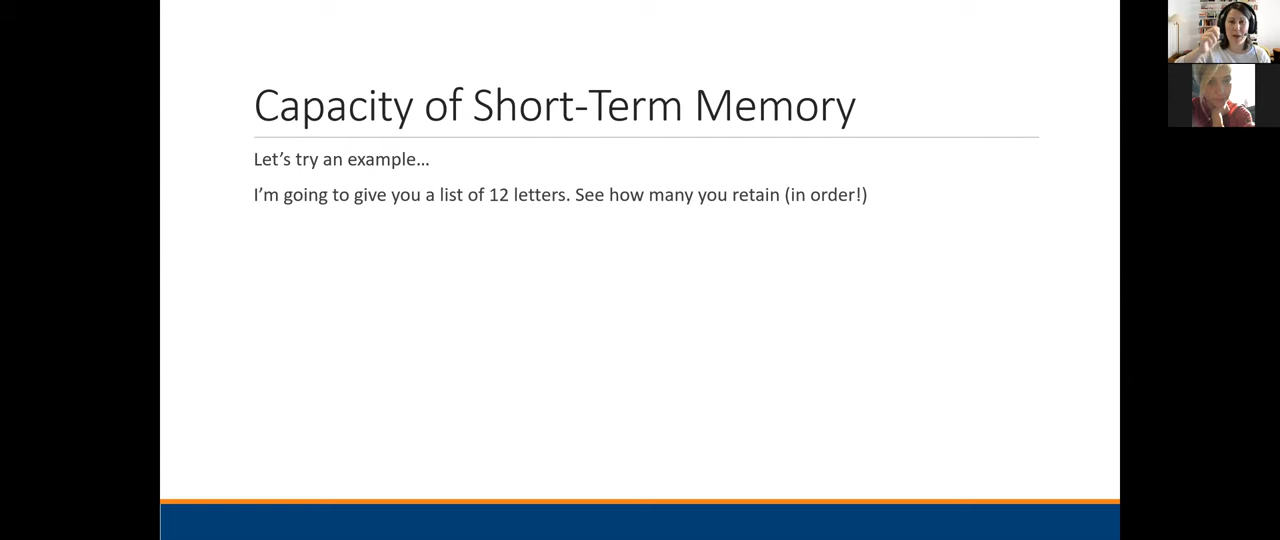 Capacity of Short-Term Memory
Let’s try an example…
I’m going to give you a list of 12 letters. See how many you retain (in order!)